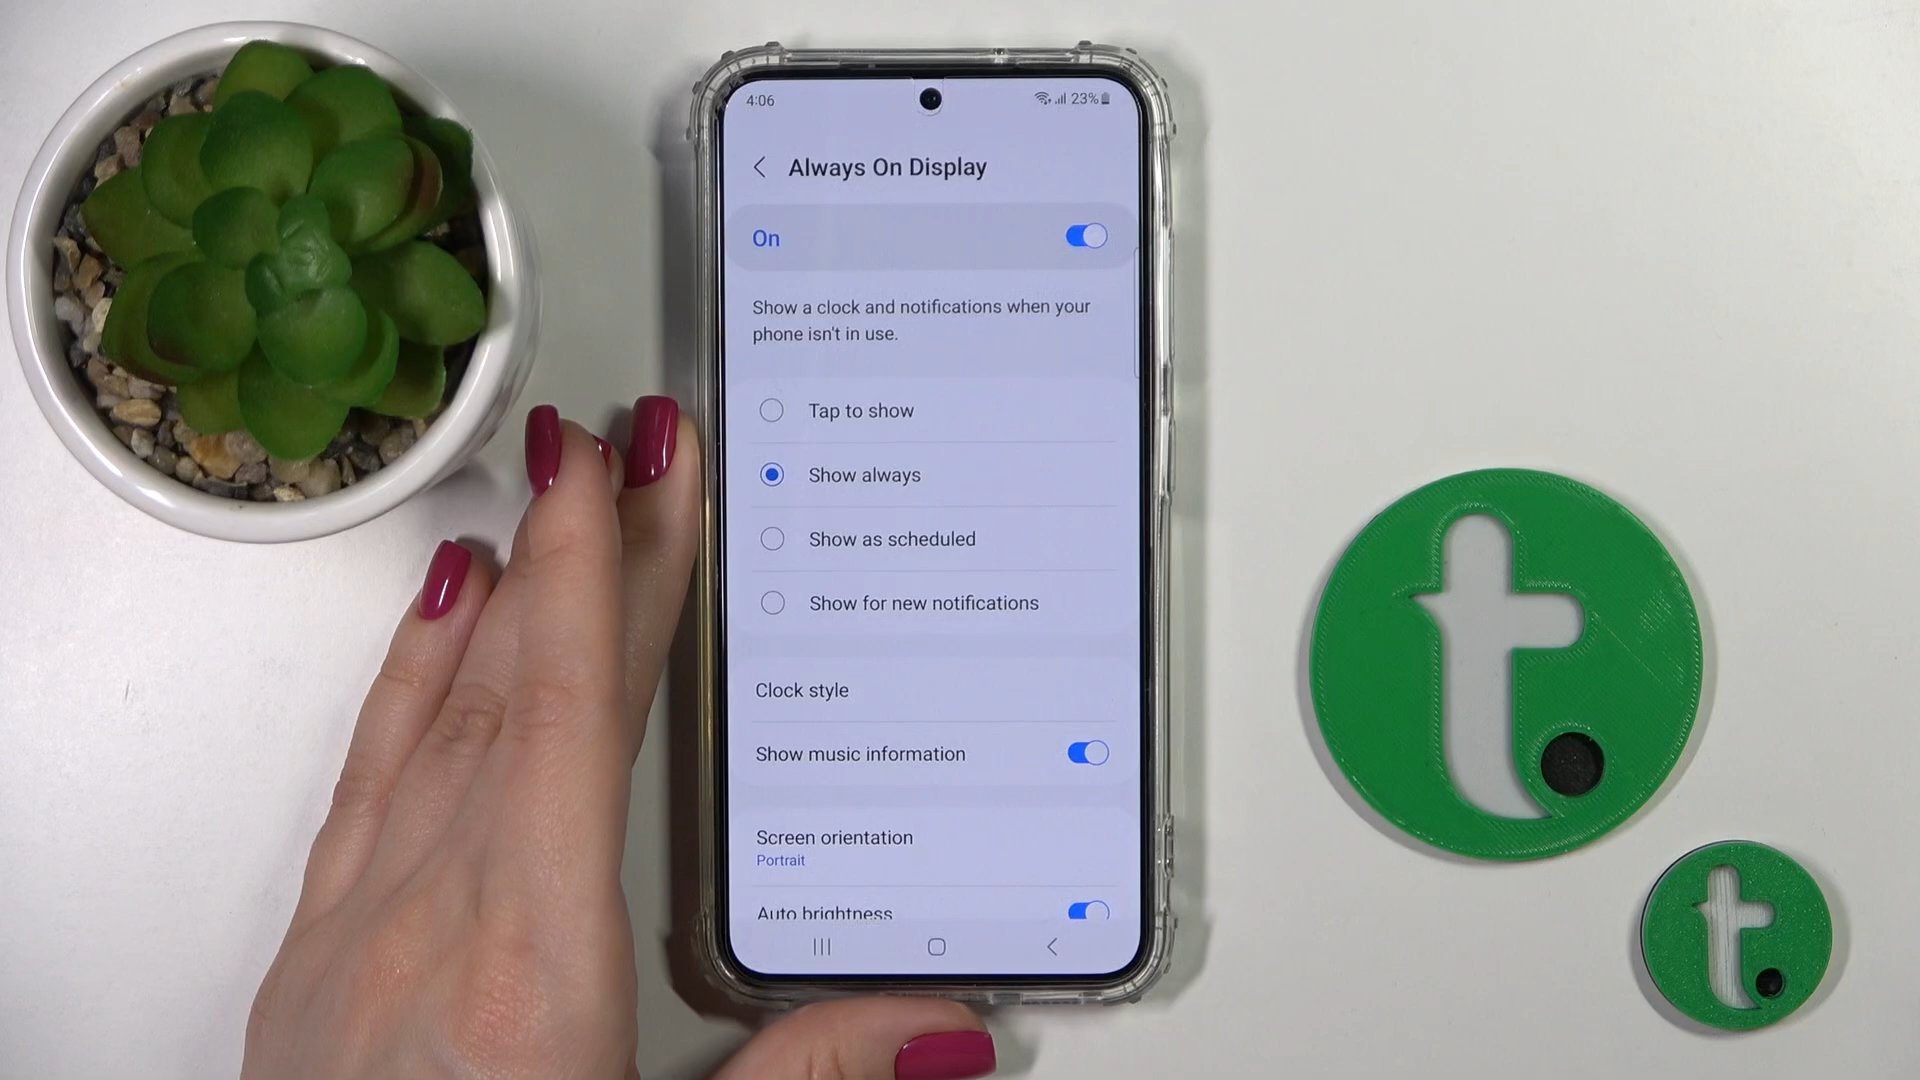 4:06
23%
Always On Display
On
Show a clock and notifications when your
phone isn't in use.
Tap to show
Show always
Show as scheduled
Show for new notifications
Clock style
Show music information
Screen orientation
Portrait
Auto brightness
t.
t.